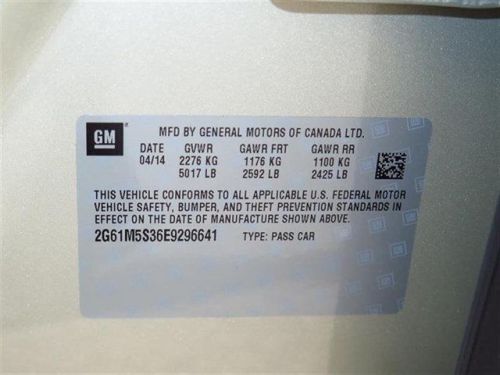 GM
MFD BY GENERAL MOTORS OF CANADA LTD.
DATE GVWR GAWR FRT GAWR RR
04/14 2276 KG 1176 KG 1100 KG
5017 LB 2592 LB 2425 LB
THIS VEHICLE CONFORMS TO ALL APPLICABLE U.S. FEDERAL MOTOR
VEHICLE SAFETY, BUMPER, AND THEFT PREVENTION STANDARDS IN
EFFECT ON THE DATE OF MANUFACTURE SHOWN ABOVE.
2G61M5S36E9296641 TYPE: PASS CAR